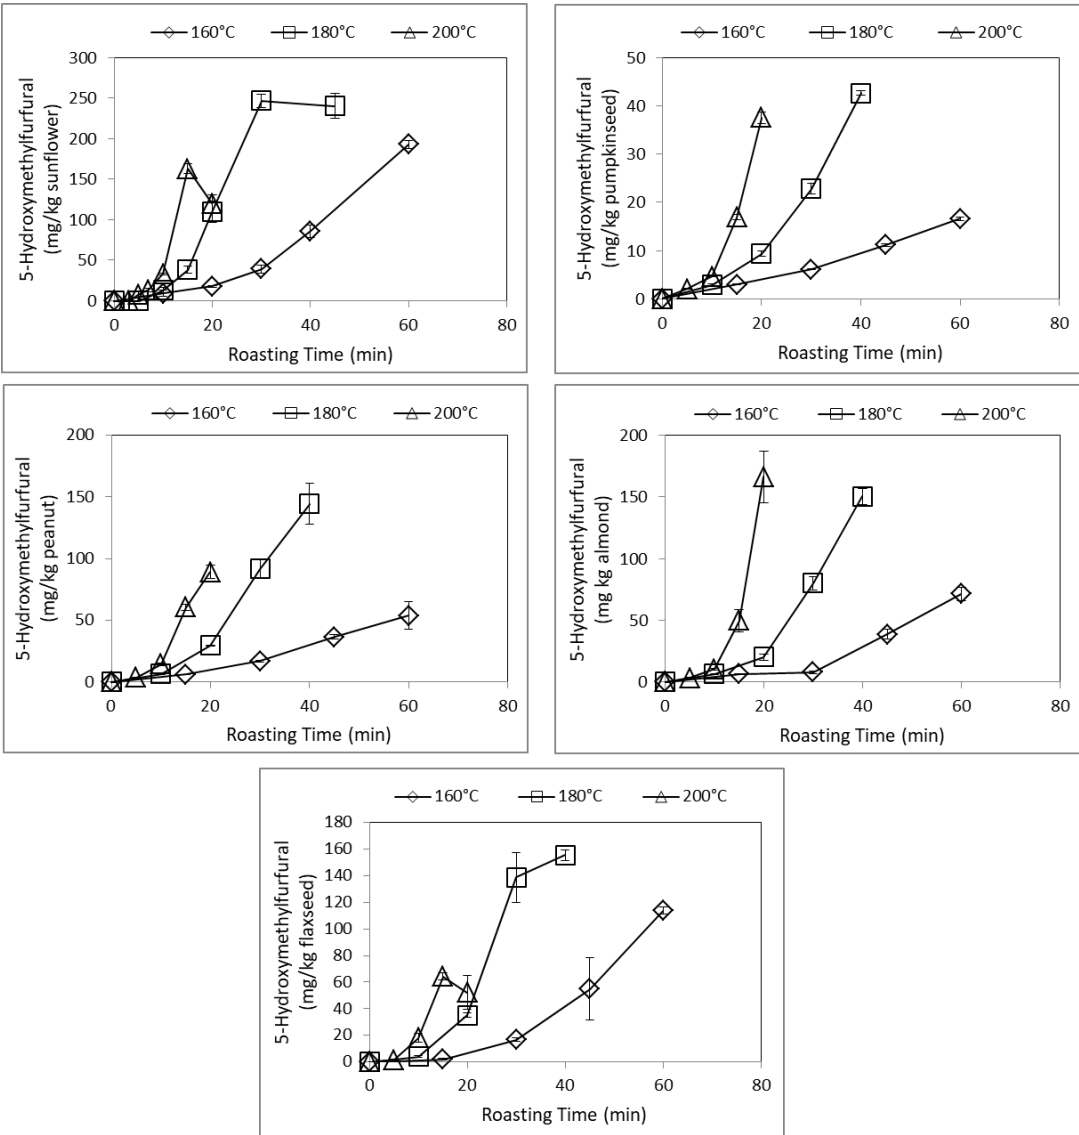 160°C 180°C 200°C
300
250
200
150
100
50
0
0 20 40 60 80
5-Hydroxymethylfurfural
(mg/kg sunflower)
Roasting Time (min)
160°C 180°C 200°C
50
40
30
20
10
0
0 20 40 60 80
5-Hydroxymethylfurfural
(mg/kg pumpkinseed)
Roasting Time (min)
160°C 180°C 200°C
200
150
100
50
0
0 20 40 60 80
5-Hydroxymethylfurfural
(mg/kg peanut)
Roasting Time (min)
160°C 180°C 200°C
200
150
100
50
0
0 20 40 60 80
5-Hydroxymethylfurfural
(mg kg almond)
Roasting Time (min)
160°C 180°C 200°C
180
160
140
120
100
80
60
40
20
0
0 20 40 60 80
5-Hydroxymethylfurfural
(mg/kg flaxseed)
Roasting Time (min)